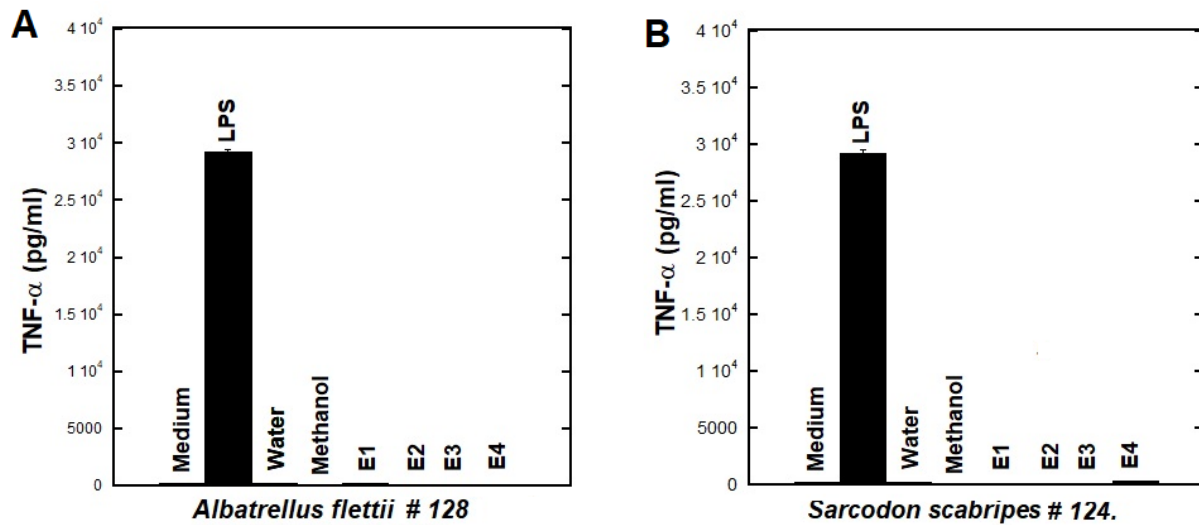 A
TNF-α (pg/ml)
4 10⁴
3.5 10⁴
3 10⁴
2.5 10⁴
2 10⁴
1.5 10⁴
1 10⁴
5000
0
Medium
LPS
Water
Methanol
E1
E2
E3
E4
Albatrellus flettii # 128
B
TNF-α (pg/ml)
4 10⁴
3.5 10⁴
3 10⁴
2.5 10⁴
2 10⁴
1.5 10⁴
1 10⁴
5000
0
Medium
LPS
Water
Methanol
E1
E2
E3
E4
Sarcodon scabripes # 124.